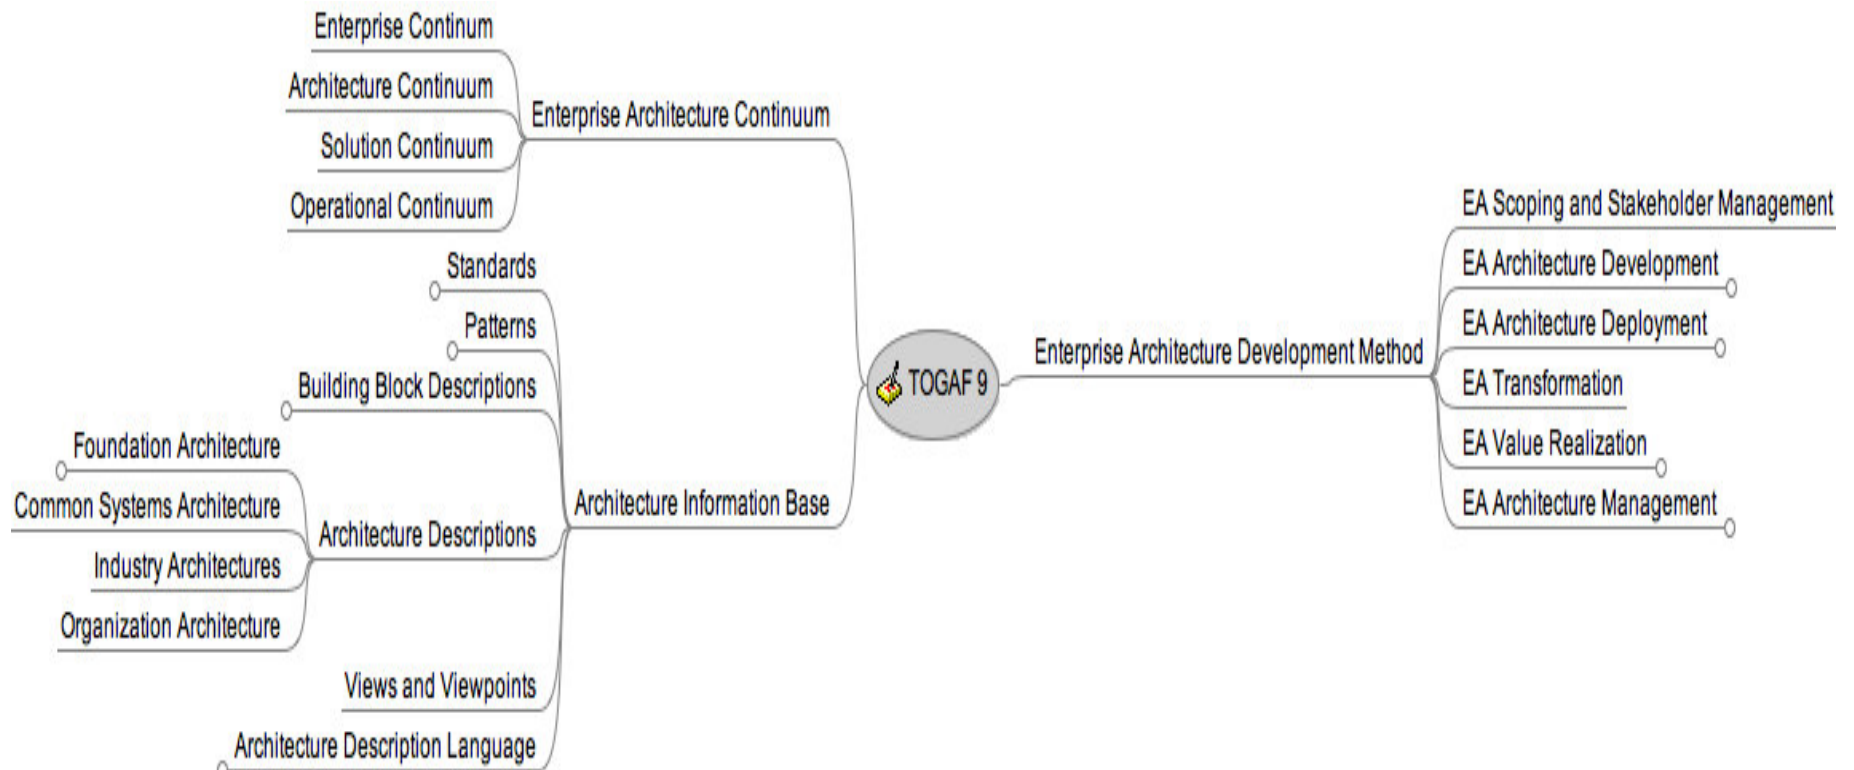 Enterprise Continum
Architecture Continuum
Solution Continuum
Operational Continuum
Enterprise Architecture Continuum
Standards
Patterns
Building Block Descriptions
Foundation Architecture
Common Systems Architecture
Industry Architectures
Organization Architecture
Architecture Descriptions
Views and Viewpoints
Architecture Description Language
Architecture Information Base
TOGAF 9
Enterprise Architecture Development Method
EA Scoping and Stakeholder Management
EA Architecture Development
EA Architecture Deployment
EA Transformation
EA Value Realization
EA Architecture Management